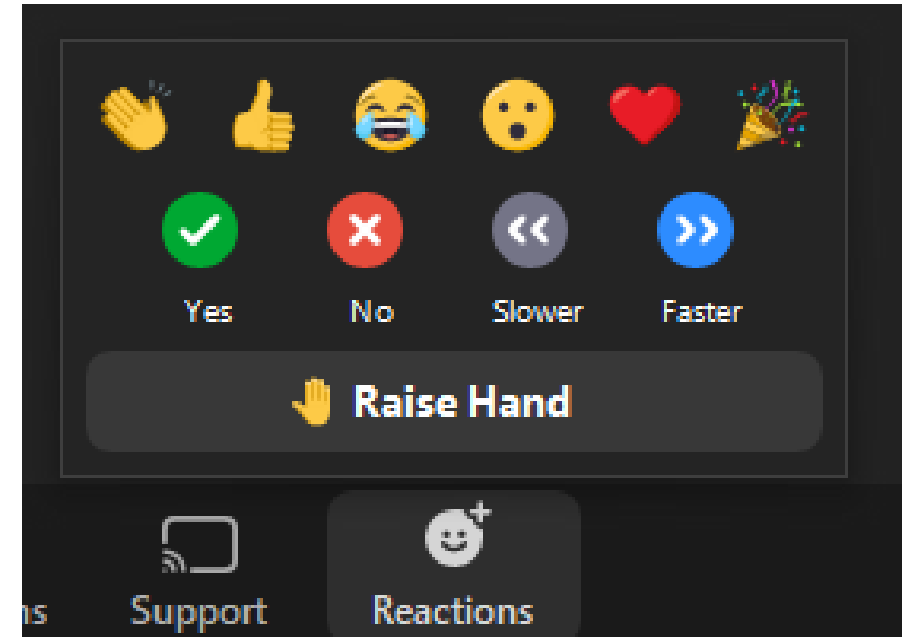 Yes No Slower Faster
Raise Hand
Support Reactions